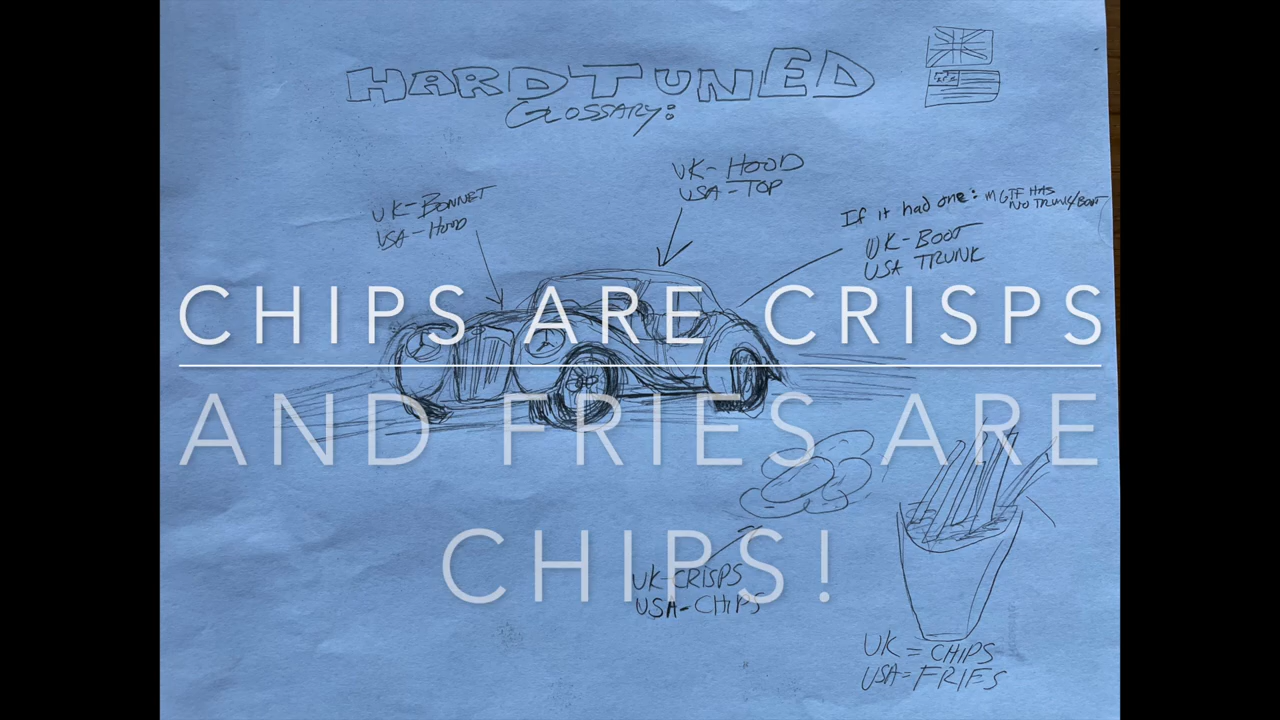 HARDTUNED
GLOSSARY:
UK-HOOD
USA-TOP
UK-BONNET
USA-HOOD
If it had one: MGTF HAS
NO TRUNK/BOOT
UK-BOOT
USA TRUNK
CHIPS ARE CRISPS
AND FRIES ARE
CHIPS!
UK-CRISPS
USA-CHIPS
UK=CHIPS
USA=FRIES